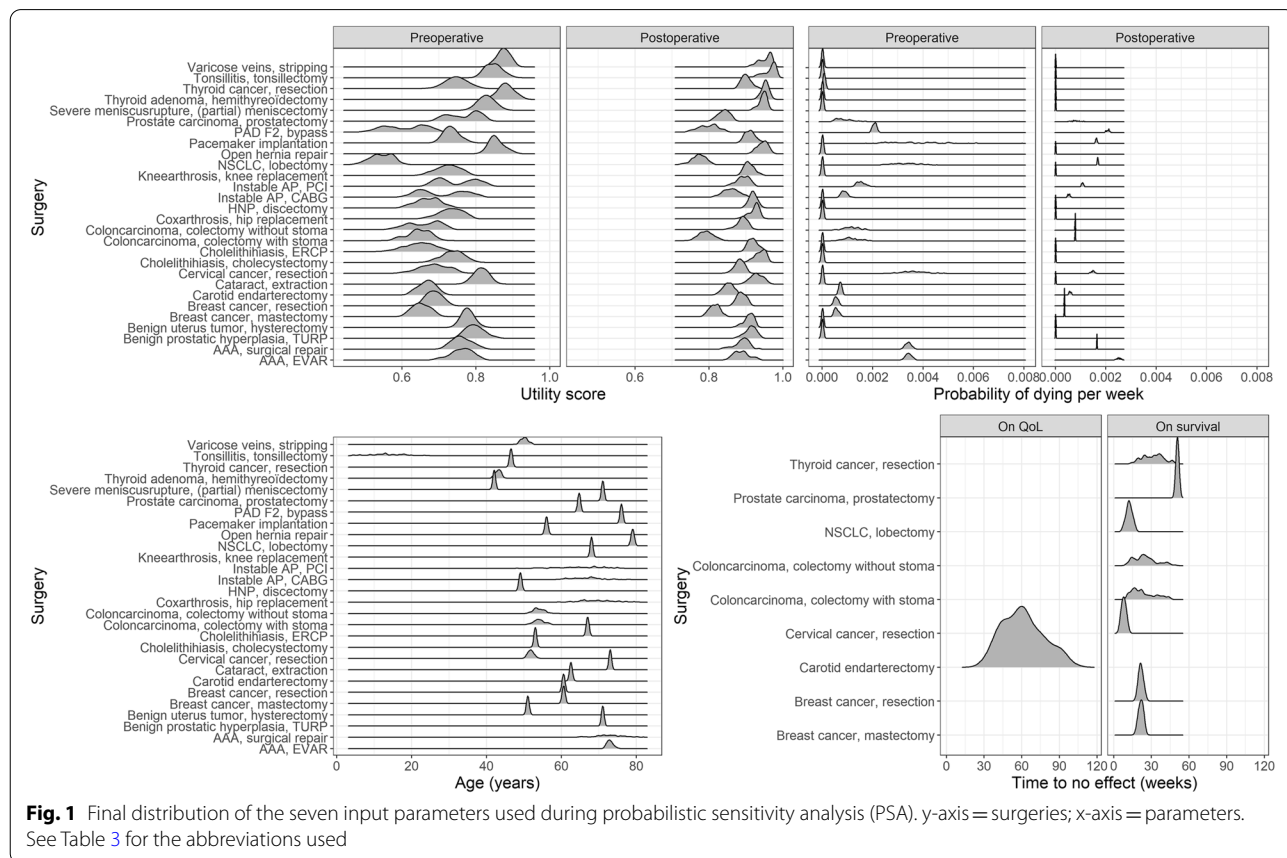 Preoperative Postoperative Preoperative Postoperative
Surgery
Varicose veins, stripping
Tonsillitis, tonsillectomy
Thyroid cancer, resection
Thyroid adenoma, hemithyreoïdectomy
Severe meniscusrupture, (partial) meniscectomy
Prostate carcinoma, prostatectomy
PAD F2, bypass
Pacemaker implantation
Open hernia repair
NSCLC, lobectomy
Kneearthrosis, knee replacement
Instable AP, PCI
Instable AP, CABG
HNP, discectomy
Coxarthrosis, hip replacement
Coloncarcinoma, colectomy without stoma
Coloncarcinoma, colectomy with stoma
Cholelithihiasis, ERCP
Cholelithihiasis, cholecystectomy
Cervical cancer, resection
Cataract, extraction
Carotid endarterectomy
Breast cancer, resection
Breast cancer, mastectomy
Benign uterus tumor, hysterectomy
Benign prostatic hyperplasia, TURP
AAA, surgical repair
AAA, EVAR
0.6 0.8 1.0 0.6 0.8 1.0 0.000 0.002 0.004 0.006 0.008 0.000 0.002 0.004 0.006 0.008
Utility score Probability of dying per week
Surgery
Varicose veins, stripping
Tonsillitis, tonsillectomy
Thyroid cancer, resection
Thyroid adenoma, hemithyreoïdectomy
Severe meniscusrupture, (partial) meniscectomy
Prostate carcinoma, prostatectomy
PAD F2, bypass
Pacemaker implantation
Open hernia repair
NSCLC, lobectomy
Kneearthrosis, knee replacement
Instable AP, PCI
Instable AP, CABG
HNP, discectomy
Coxarthrosis, hip replacement
Coloncarcinoma, colectomy without stoma
Coloncarcinoma, colectomy with stoma
Cholelithihiasis, ERCP
Cholelithihiasis, cholecystectomy
Cervical cancer, resection
Cataract, extraction
Carotid endarterectomy
Breast cancer, resection
Breast cancer, mastectomy
Benign uterus tumor, hysterectomy
Benign prostatic hyperplasia, TURP
AAA, surgical repair
AAA, EVAR
0 20 40 60 80
Age (years)
On QoL On survival
Surgery
Thyroid cancer, resection
Prostate carcinoma, prostatectomy
NSCLC, lobectomy
Coloncarcinoma, colectomy without stoma
Coloncarcinoma, colectomy with stoma
Cervical cancer, resection
Carotid endarterectomy
Breast cancer, resection
Breast cancer, mastectomy
0 30 60 90 120 0 30 60 90 120
Time to no effect (weeks)
Fig. 1 Final distribution of the seven input parameters used during probabilistic sensitivity analysis (PSA). y-axis = surgeries; x-axis = parameters.
See Table 3 for the abbreviations used